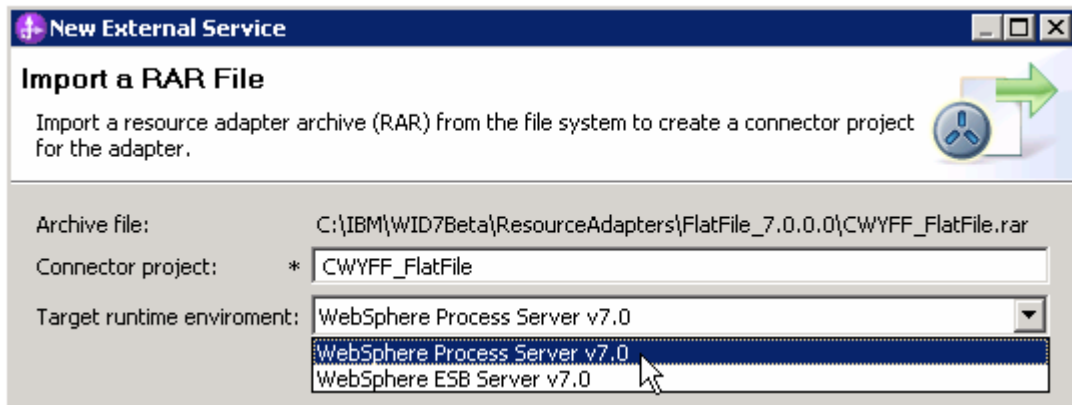 New External Service
Import a RAR File
Import a resource adapter archive (RAR) from the file system to create a connector project
for the adapter.
Archive file: C:\IBM\WID7Beta\ResourceAdapters\FlatFile_7.0.0.0\CWYFF_FlatFile.rar
Connector project: * CWYFF_FlatFile
Target runtime enviroment: WebSphere Process Server v7.0
WebSphere Process Server v7.0
WebSphere ESB Server v7.0